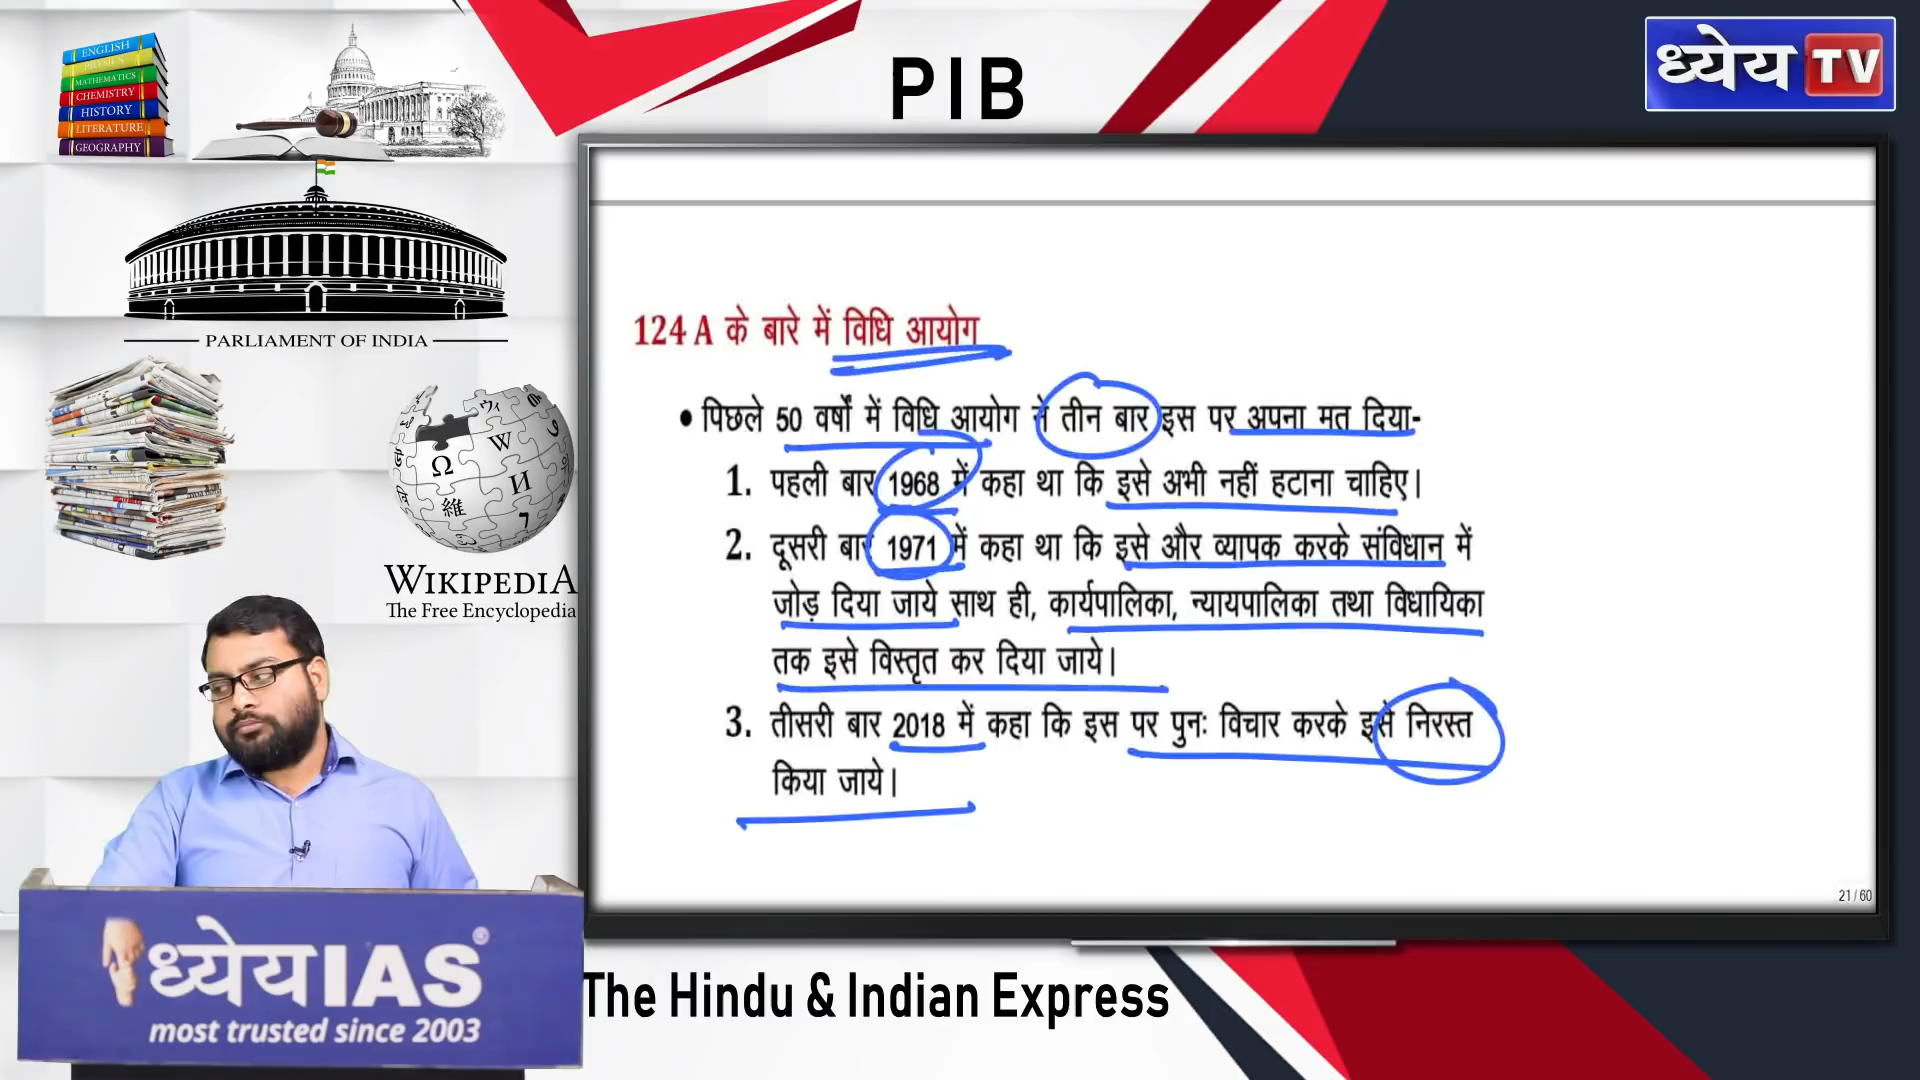 ENGLISH
PHYSICS
MATHEMATICS
CHEMISTRY
HISTORY
LITERATURE
GEOGRAPHY
PIB
ध्येय TV
PARLIAMENT OF INDIA
124 A के बारे में विधि आयोग
• पिछले 50 वर्षों में विधि आयोग ने तीन बार इस पर अपना मत दिया-
1. पहली बार 1968 में कहा था कि इसे अभी नहीं हटाना चाहिए।
2. दूसरी बार 1971 में कहा था कि इसे और व्यापक करके संविधान में
जोड़ दिया जाये साथ ही, कार्यपालिका, न्यायपालिका तथा विधायिका
तक इसे विस्तृत कर दिया जाये।
3. तीसरी बार 2018 में कहा कि इस पर पुनः विचार करके इसे निरस्त
किया जाये।
21 / 60
Ω
W
И
維
WIKIPEDIA
The Free Encyclopedia
ध्येय IAS
most trusted since 2003
The Hindu & Indian Express